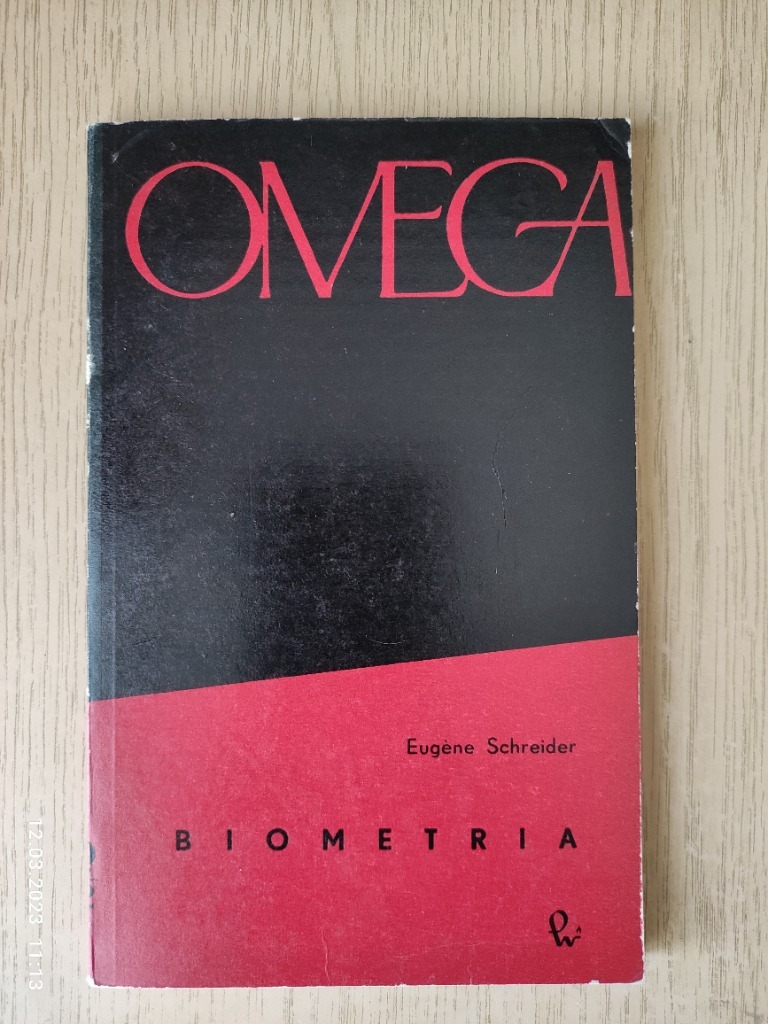 OMEGA
Eugène Schreider
BIOMETRIA
12.03.2023 11:13